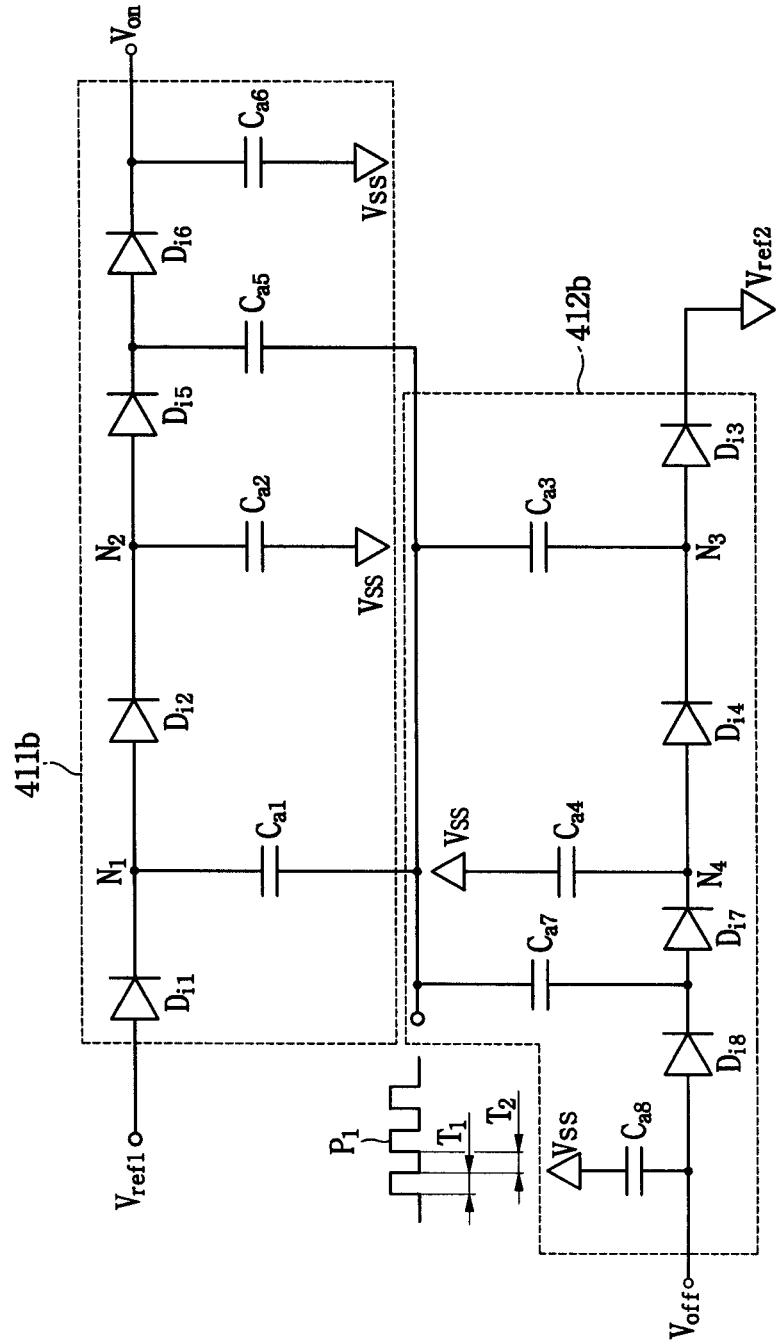 411b
Vref1
Di1
N1
Ca1
Di2
N2
Ca2
VSS
Di5
Ca5
Di6
Ca6
VSS
Von
P1
T1
T2
412b
Voff
Ca8
VSS
Di8
Ca7
Di7
N4
Ca4
VSS
Di4
N3
Ca3
Di3
Vref2